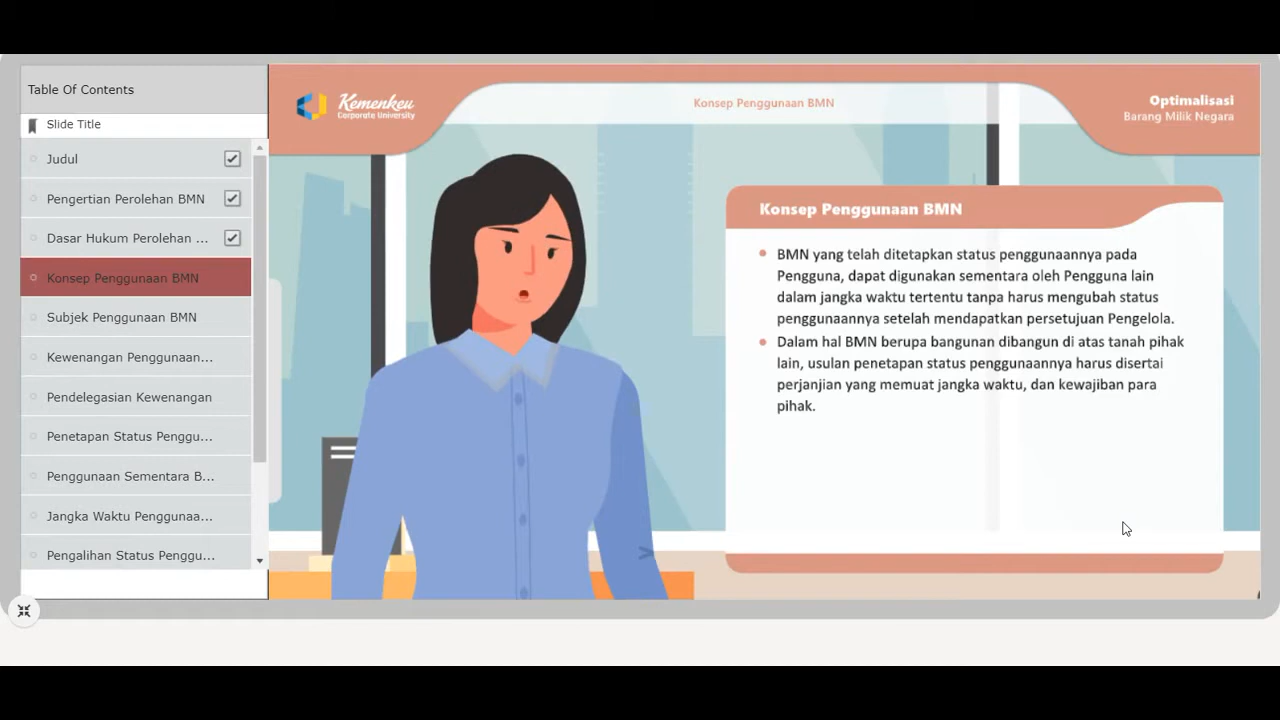 Table Of Contents
Slide Title
Judul
Pengertian Perolehan BMN
Dasar Hukum Perolehan ...
Konsep Penggunaan BMN
Subjek Penggunaan BMN
Kewenangan Penggunaan...
Pendelegasian Kewenangan
Penetapan Status Penggu...
Penggunaan Sementara B...
Jangka Waktu Penggunaa...
Pengalihan Status Penggu...
Kemenkeu
Corporate University
Konsep Penggunaan BMN
Optimalisasi
Barang Milik Negara
Konsep Penggunaan BMN
BMN yang telah ditetapkan status penggunaannya pada
Pengguna, dapat digunakan sementara oleh Pengguna lain
dalam jangka waktu tertentu tanpa harus mengubah status
penggunaannya setelah mendapatkan persetujuan Pengelola.
Dalam hal BMN berupa bangunan dibangun di atas tanah pihak
lain, usulan penetapan status penggunaannya harus disertai
perjanjian yang memuat jangka waktu, dan kewajiban para
pihak.